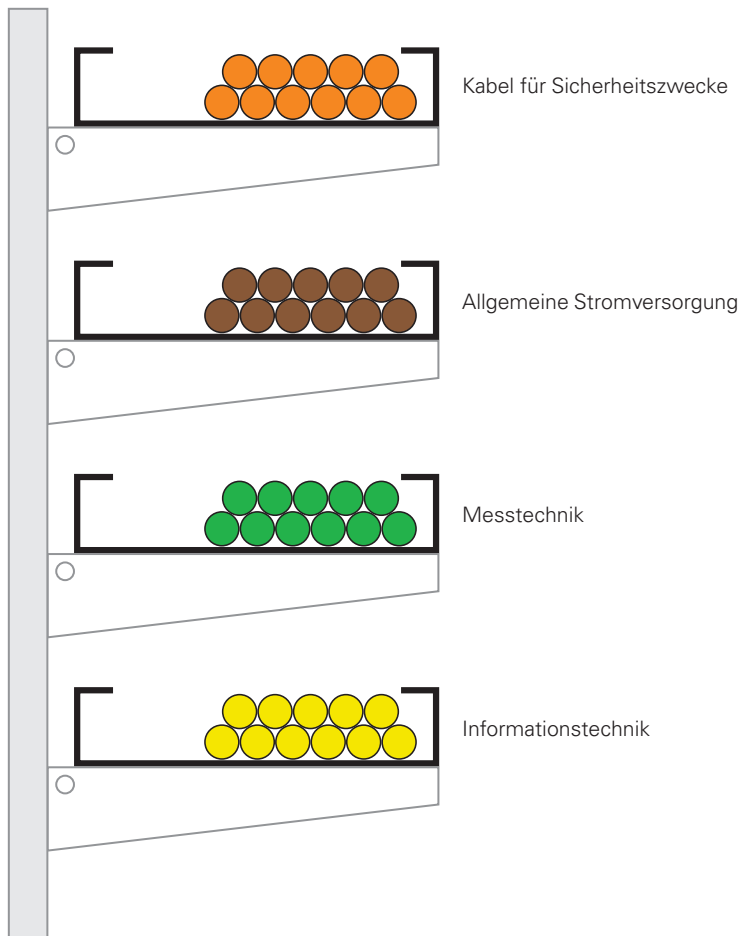 Kabel für Sicherheitszwecke
Allgemeine Stromversorgung
Messtechnik
Informationstechnik